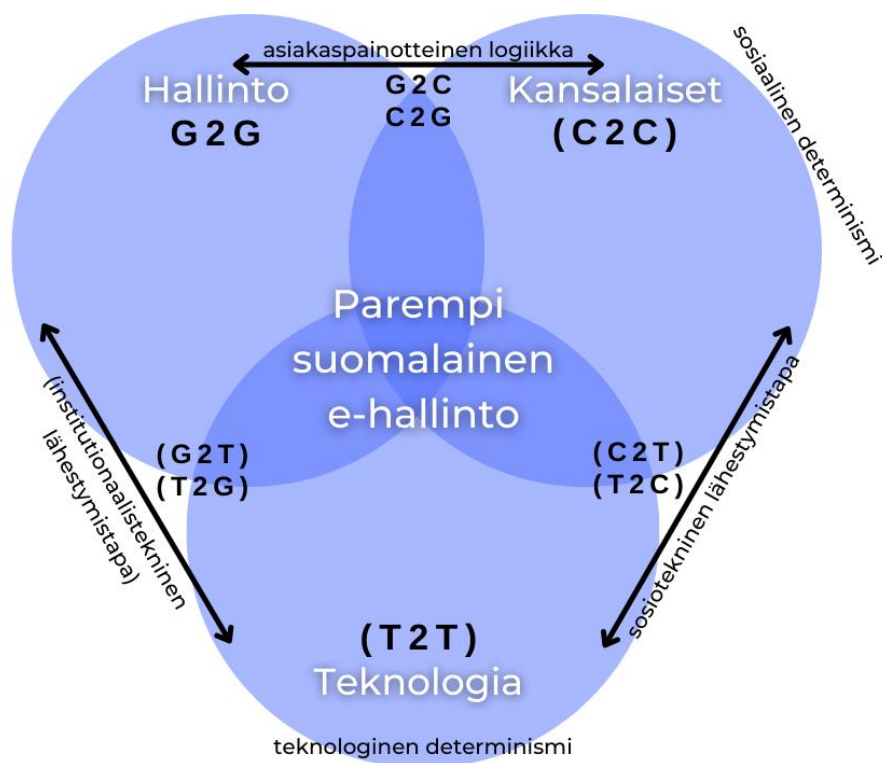 asiakaspainotteinen logiikka
Hallinto
G2G
G2C
C2G
Kansalaiset
(C2C)
sosiaalinen determinismi
Parempi
suomalainen
e-hallinto
(institutionaalistekninen
lähestymistapa)
(G2T)
(T2G)
(C2T)
(T2C)
sosiotekninen lähestymistapa
(T2T)
Teknologia
teknologinen determinismi